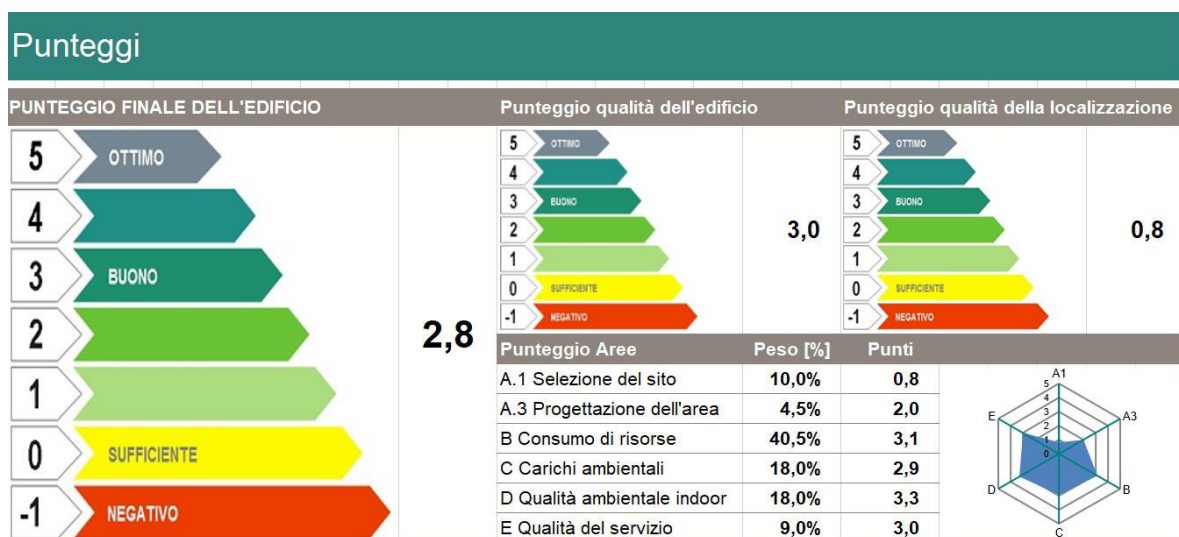 Punteggi
PUNTEGGIO FINALE DELL'EDIFICIO
5 OTTIMO
4
3 BUONO
2
1
0 SUFFICIENTE
-1 NEGATIVO
2,8
Punteggio qualità dell'edificio
5 OTTIMO
4
3 BUONO
2
1
0 SUFFICIENTE
-1 NEGATIVO
3,0
Punteggio qualità della localizzazione
5 OTTIMO
4
3 BUONO
2
1
0 SUFFICIENTE
-1 NEGATIVO
0,8
Punteggio Aree Peso [%] Punti
A.1 Selezione del sito 10,0% 0,8
A.3 Progettazione dell'area 4,5% 2,0
B Consumo di risorse 40,5% 3,1
C Carichi ambientali 18,0% 2,9
D Qualità ambientale indoor 18,0% 3,3
E Qualità del servizio 9,0% 3,0
A1
5
4
3
2
1
0
E
A3
D
B
C